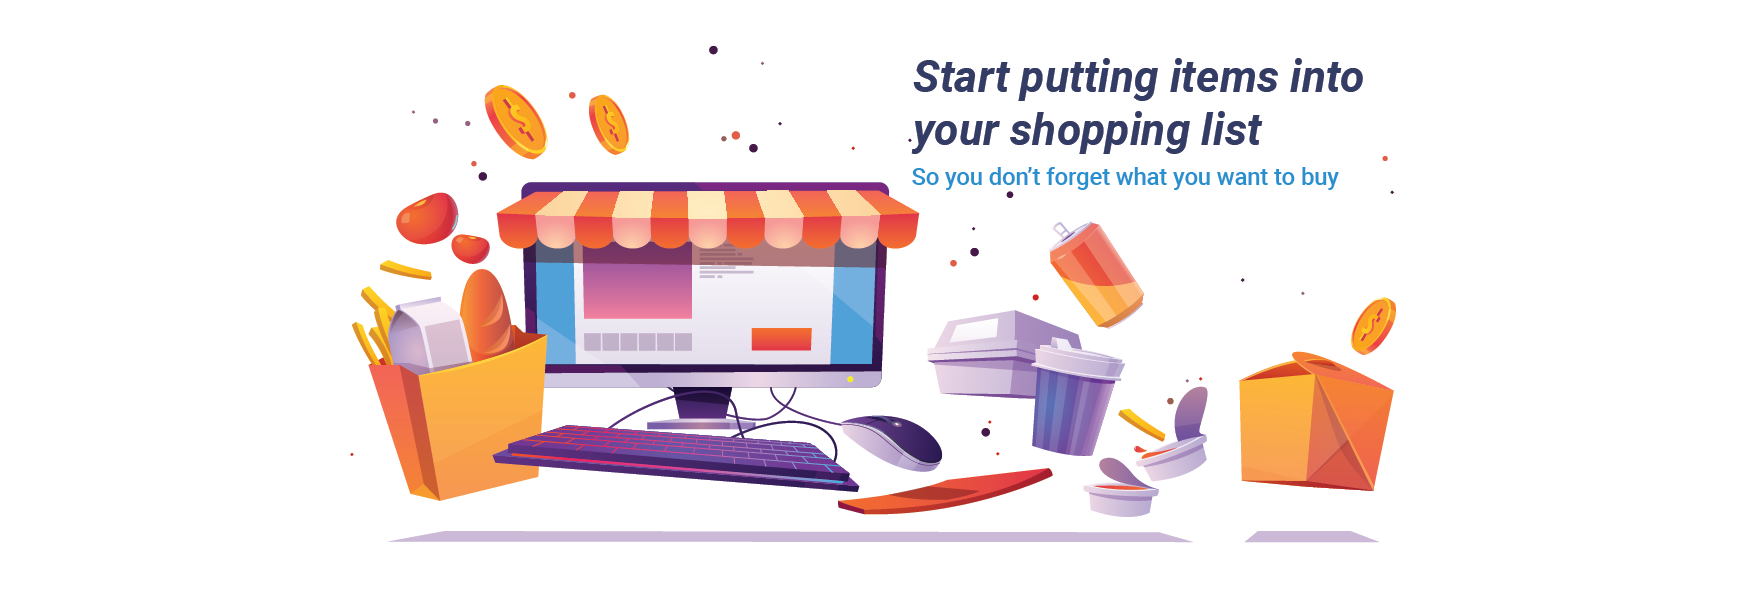 Start putting items into
your shopping list
So you don’t forget what you want to buy